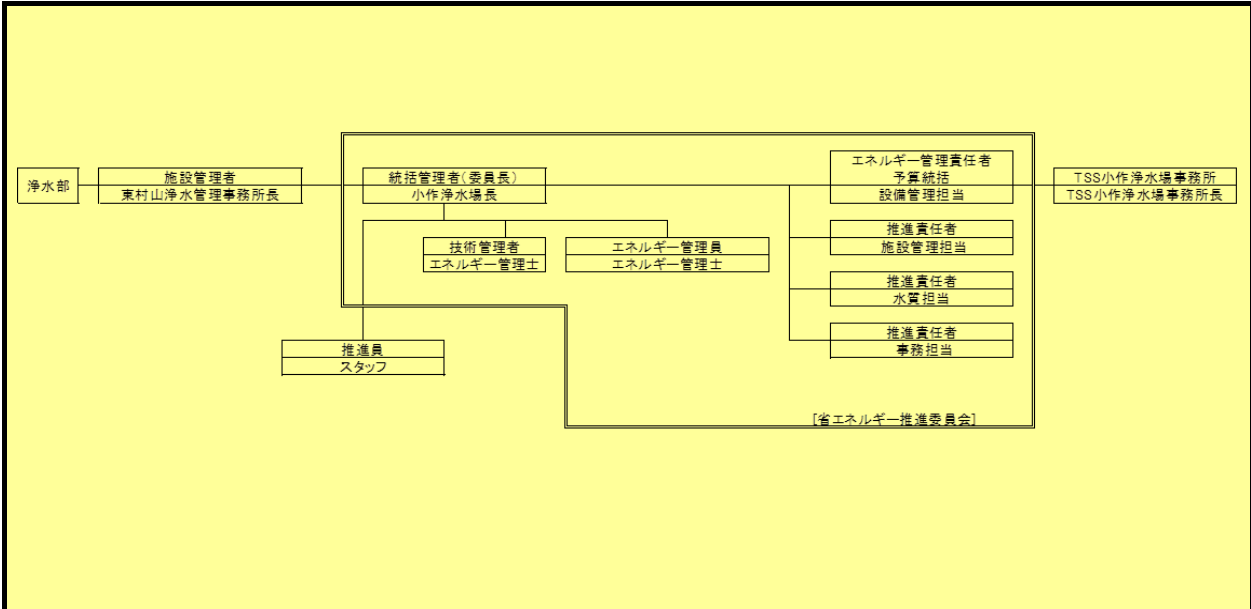 浄水部
施設管理者
東村山浄水管理事務所長
統括管理者（委員長）
小作浄水場長
エネルギー管理責任者
予算統括
設備管理担当
TSS小作浄水場事務所
TSS小作浄水場事務所長
技術管理者
エネルギー管理士
エネルギー管理員
エネルギー管理士
推進責任者
施設管理担当
推進責任者
水質担当
推進責任者
事務担当
推進員
スタッフ
[省エネルギー推進委員会]